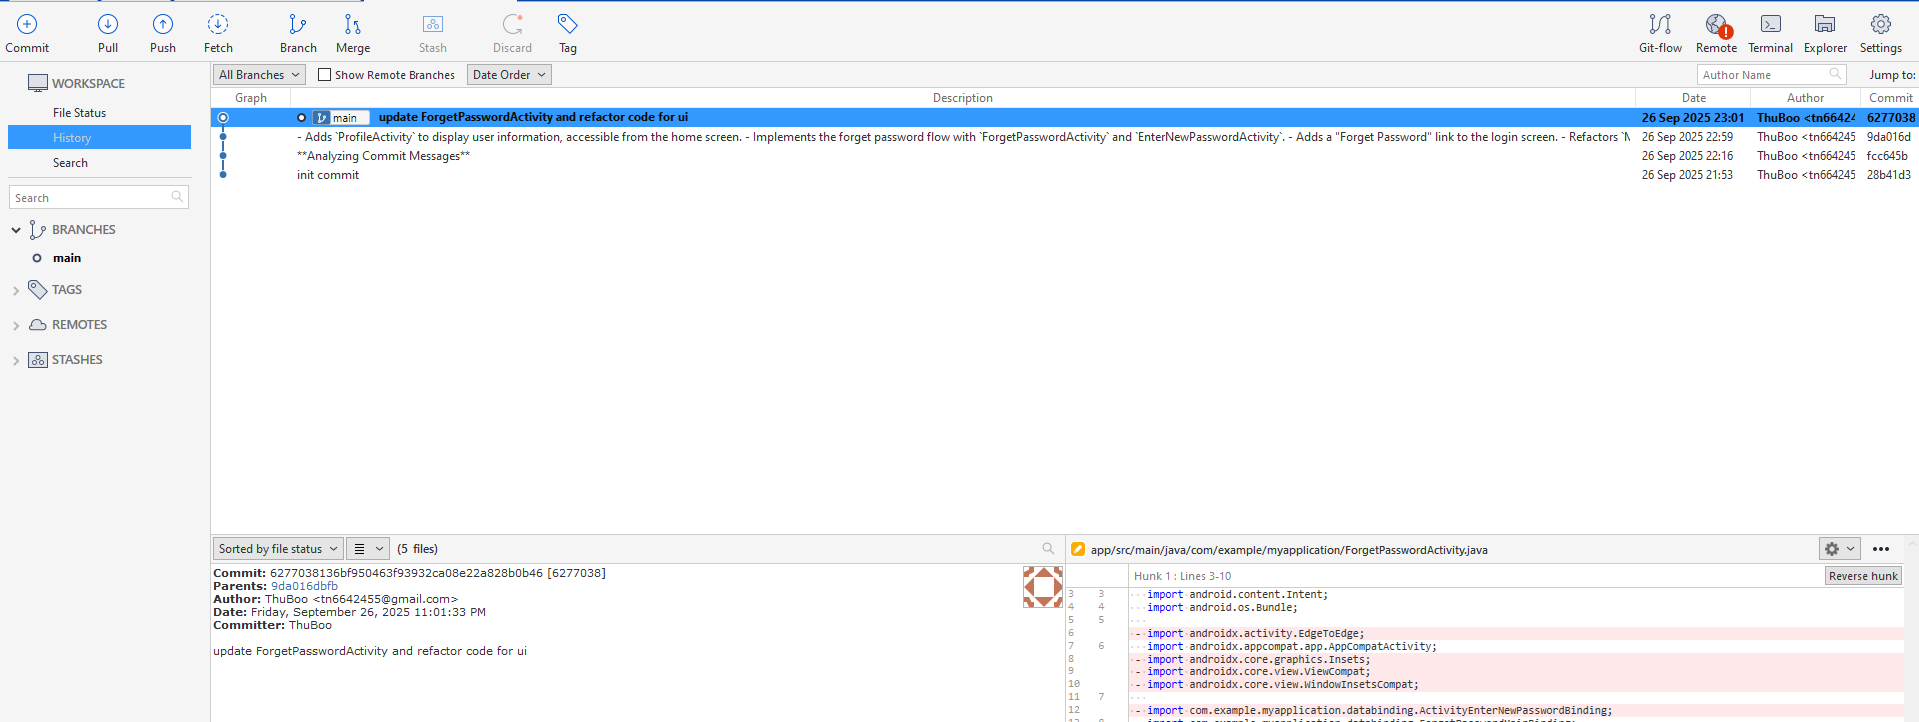 Commit Pull Push Fetch Branch Merge Stash Discard Tag Git-flow Remote Terminal Explorer Settings
WORKSPACE
File Status
History
Search
Search
BRANCHES
main
TAGS
REMOTES
STASHES
All Branches Show Remote Branches Date Order Author Name Jump to:
Graph Description Date Author Commit
main update ForgetPasswordActivity and refactor code for ui 26 Sep 2025 23:01 ThuBoo <tn66424 6277038
- Adds `ProfileActivity` to display user information, accessible from the home screen. - Implements the forget password flow with `ForgetPasswordActivity` and `EnterNewPasswordActivity`. - Adds a "Forget Password" link to the login screen. - Refactors `M 26 Sep 2025 22:59 ThuBoo <tn664245 9da016d
**Analyzing Commit Messages** 26 Sep 2025 22:16 ThuBoo <tn664245 fcc645b
init commit 26 Sep 2025 21:53 ThuBoo <tn664245 28b41d3
Sorted by file status (5 files)
Commit: 6277038136bf950463f93932ca08e22a828b0b46 [6277038]
Parents: 9da016dbfb
Author: ThuBoo <tn6642455@gmail.com>
Date: Friday, September 26, 2025 11:01:33 PM
Committer: ThuBoo
update ForgetPasswordActivity and refactor code for ui
app/src/main/java/com/example/myapplication/ForgetPasswordActivity.java
Hunk 1 : Lines 3-10 Reverse hunk
3 3 import android.content.Intent;
4 4 import android.os.Bundle;
5 5
6 - import androidx.activity.EdgeToEdge;
7 6 import androidx.appcompat.app.AppCompatActivity;
8 - import androidx.core.graphics.Insets;
9 - import androidx.core.view.ViewCompat;
10 - import androidx.core.view.WindowInsetsCompat;
11 7
12 - import com.example.myapplication.databinding.ActivityEnterNewPasswordBinding;